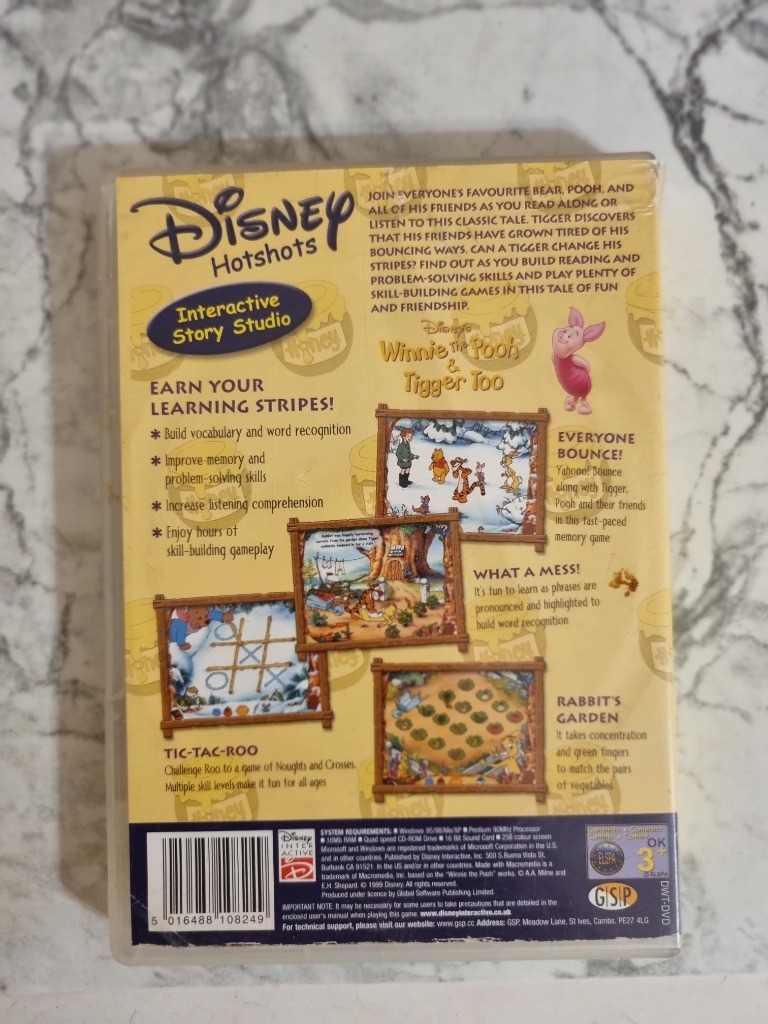 DISNEY
Hotshots
Interactive
Story Studio
JOIN EVERYONE'S FAVOURITE BEAR, POOH, AND
ALL OF HIS FRIENDS AS YOU READ ALONG OR
LISTEN TO THIS CLASSIC TALE. TIGGER DISCOVERS
THAT HIS FRIENDS HAVE GROWN TIRED OF HIS
BOUNCING WAYS. CAN A TIGGER CHANGE HIS
STRIPES? FIND OUT AS YOU BUILD READING AND
PROBLEM-SOLVING SKILLS AND PLAY PLENTY OF
SKILL-BUILDING GAMES IN THIS TALE OF FUN
AND FRIENDSHIP.
Disney's
Winnie the Pooh
&
Tigger Too
EARN YOUR
LEARNING STRIPES!
* Build vocabulary and word recognition
* Improve memory and
problem-solving skills
* Increase listening comprehension
* Enjoy hours of
skill-building gameplay
EVERYONE
BOUNCE!
Yahooo! Bounce
along with Tigger,
Pooh and their friends
in this fast-paced
memory game
Rabbit was happily harvesting
carrots from his garden when Tigger
WHAT A MESS!
It's fun to learn as phrases are
pronounced and highlighted to
build word recognition
TIC-TAC-ROO
Challenge Roo to a game of Noughts and Crosses.
Multiple skill levels make it fun for all ages
RABBIT'S
GARDEN
It takes concentration
and green fingers
to match the pairs
of vegetables
5 016488 108249
DISNEY
INTER
ACTIVE
SYSTEM REQUIREMENTS: ■ Windows 95/98/Me/XP ■ Pentium 90Mhz Processor
■ 16Mb RAM ■ Quad speed CD-ROM Drive ■ 16 Bit Sound Card ■ 256 colour screen
Microsoft and Windows are registered trademarks of Microsoft Corporation in the U.S.
and in other countries. Published by Disney Interactive, Inc. 500 S.Buena Vista St,
Burbank CA 91521. In the US and/or in other countries. Made with Macromedia is a
trademark of Macromedia, Inc. based on the "Winnie the Pooh" works. © A.A. Milne and
E.H. Shepard. © 1999 Disney. All rights reserved.
Produced under licence by Global Software Publishing Limited.
IMPORTANT NOTE: It may be necessary for some users to take precautions that are detailed in the
enclosed user's manual when playing this game. www.disneyinteractive.co.uk
For technical support, please visit our website: www.gsp.cc Address: GSP, Meadow Lane, St Ives, Cambs. PE27 4LG
ELSPA
OK
3+
© ELSPA
GSP
DWT-DVD